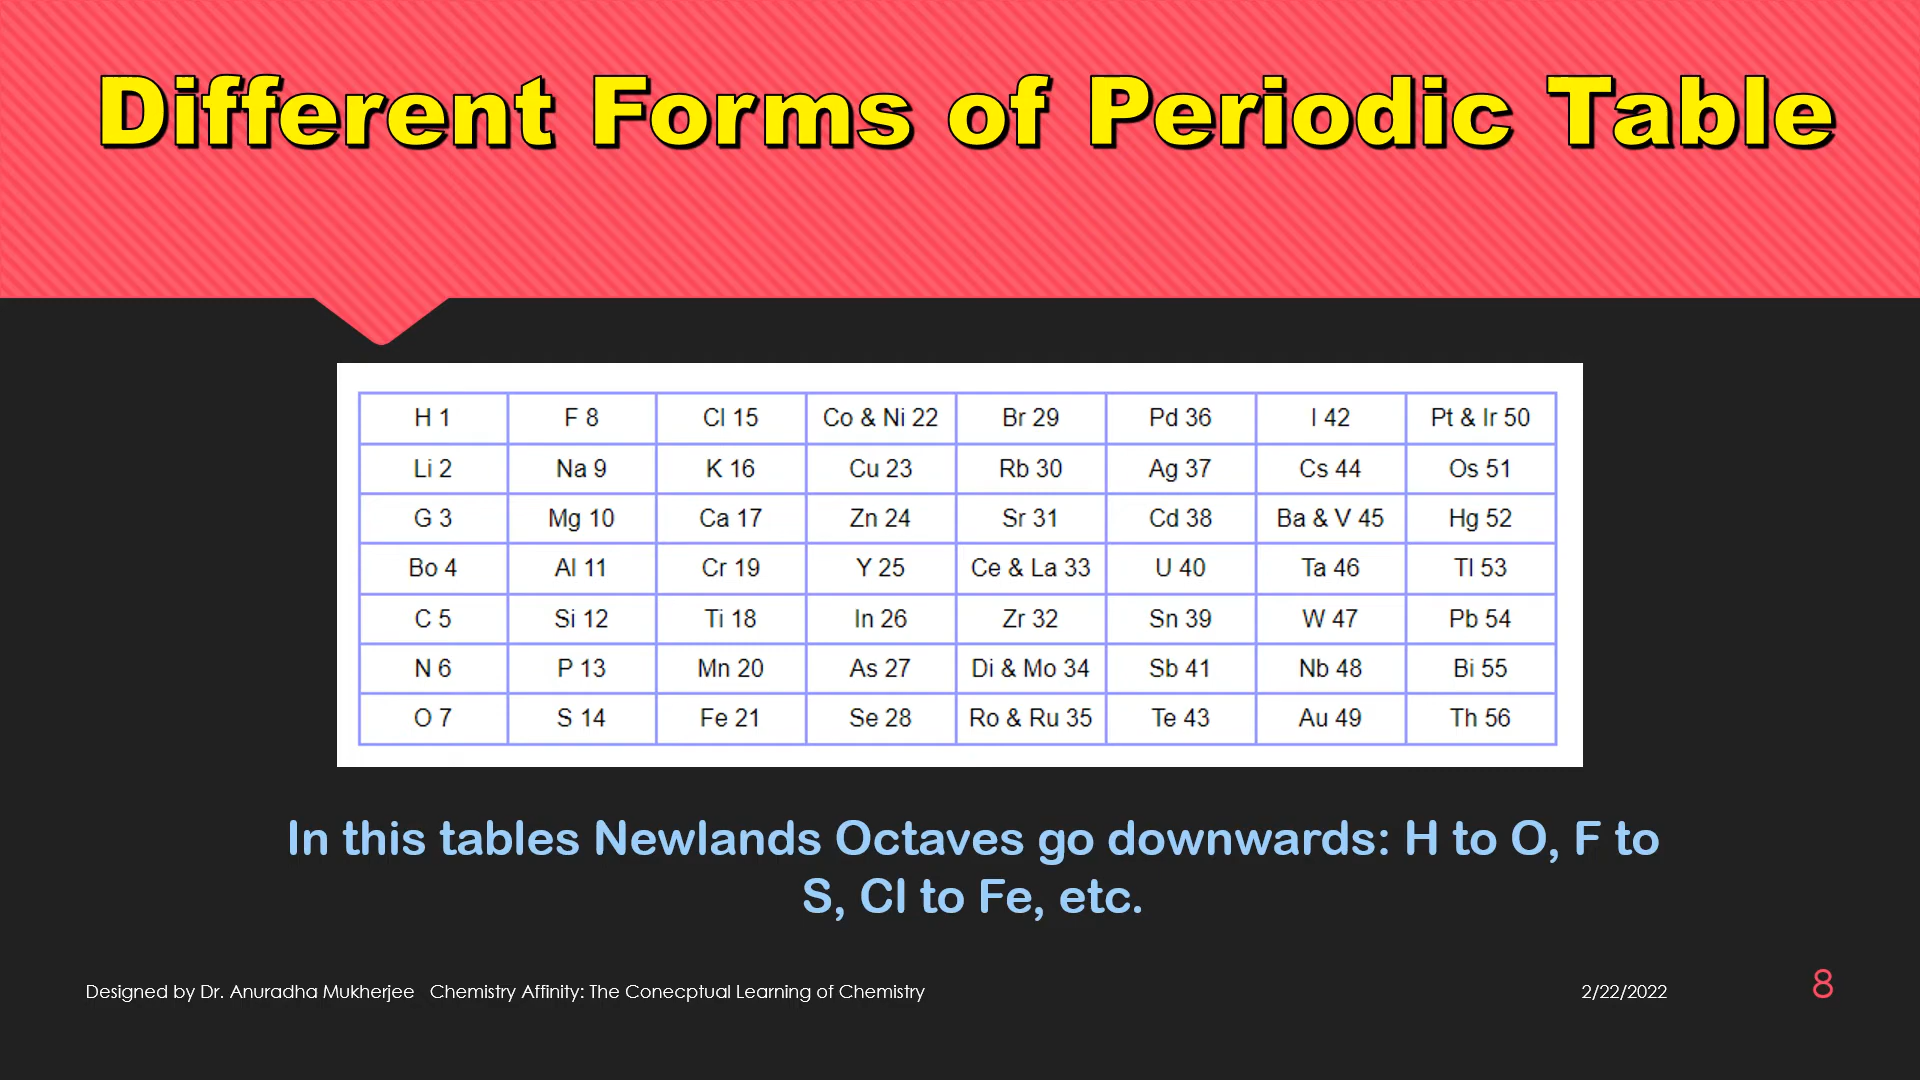 Different Forms of Periodic Table
H 1 F 8 Cl 15 Co & Ni 22 Br 29 Pd 36 I 42 Pt & Ir 50
Li 2 Na 9 K 16 Cu 23 Rb 30 Ag 37 Cs 44 Os 51
G 3 Mg 10 Ca 17 Zn 24 Sr 31 Cd 38 Ba & V 45 Hg 52
Bo 4 Al 11 Cr 19 Y 25 Ce & La 33 U 40 Ta 46 Tl 53
C 5 Si 12 Ti 18 In 26 Zr 32 Sn 39 W 47 Pb 54
N 6 P 13 Mn 20 As 27 Di & Mo 34 Sb 41 Nb 48 Bi 55
O 7 S 14 Fe 21 Se 28 Ro & Ru 35 Te 43 Au 49 Th 56
In this tables Newlands Octaves go downwards: H to O, F to
S, Cl to Fe, etc.
Designed by Dr. Anuradha Mukherjee Chemistry Affinity: The Conecptual Learning of Chemistry 2/22/2022 8